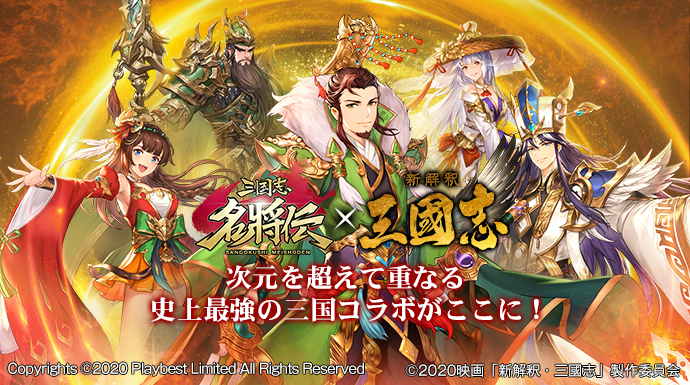 三国志
名將伝
SANGOKUSHI MEISHODEN
×
新解釈
三國志
次元を超えて重なる
史上最強の三国コラボがここに!
Copyrights ©2020 Playbest Limited All Rights Reserved
©2020映画「新解釈・三國志」製作委員会